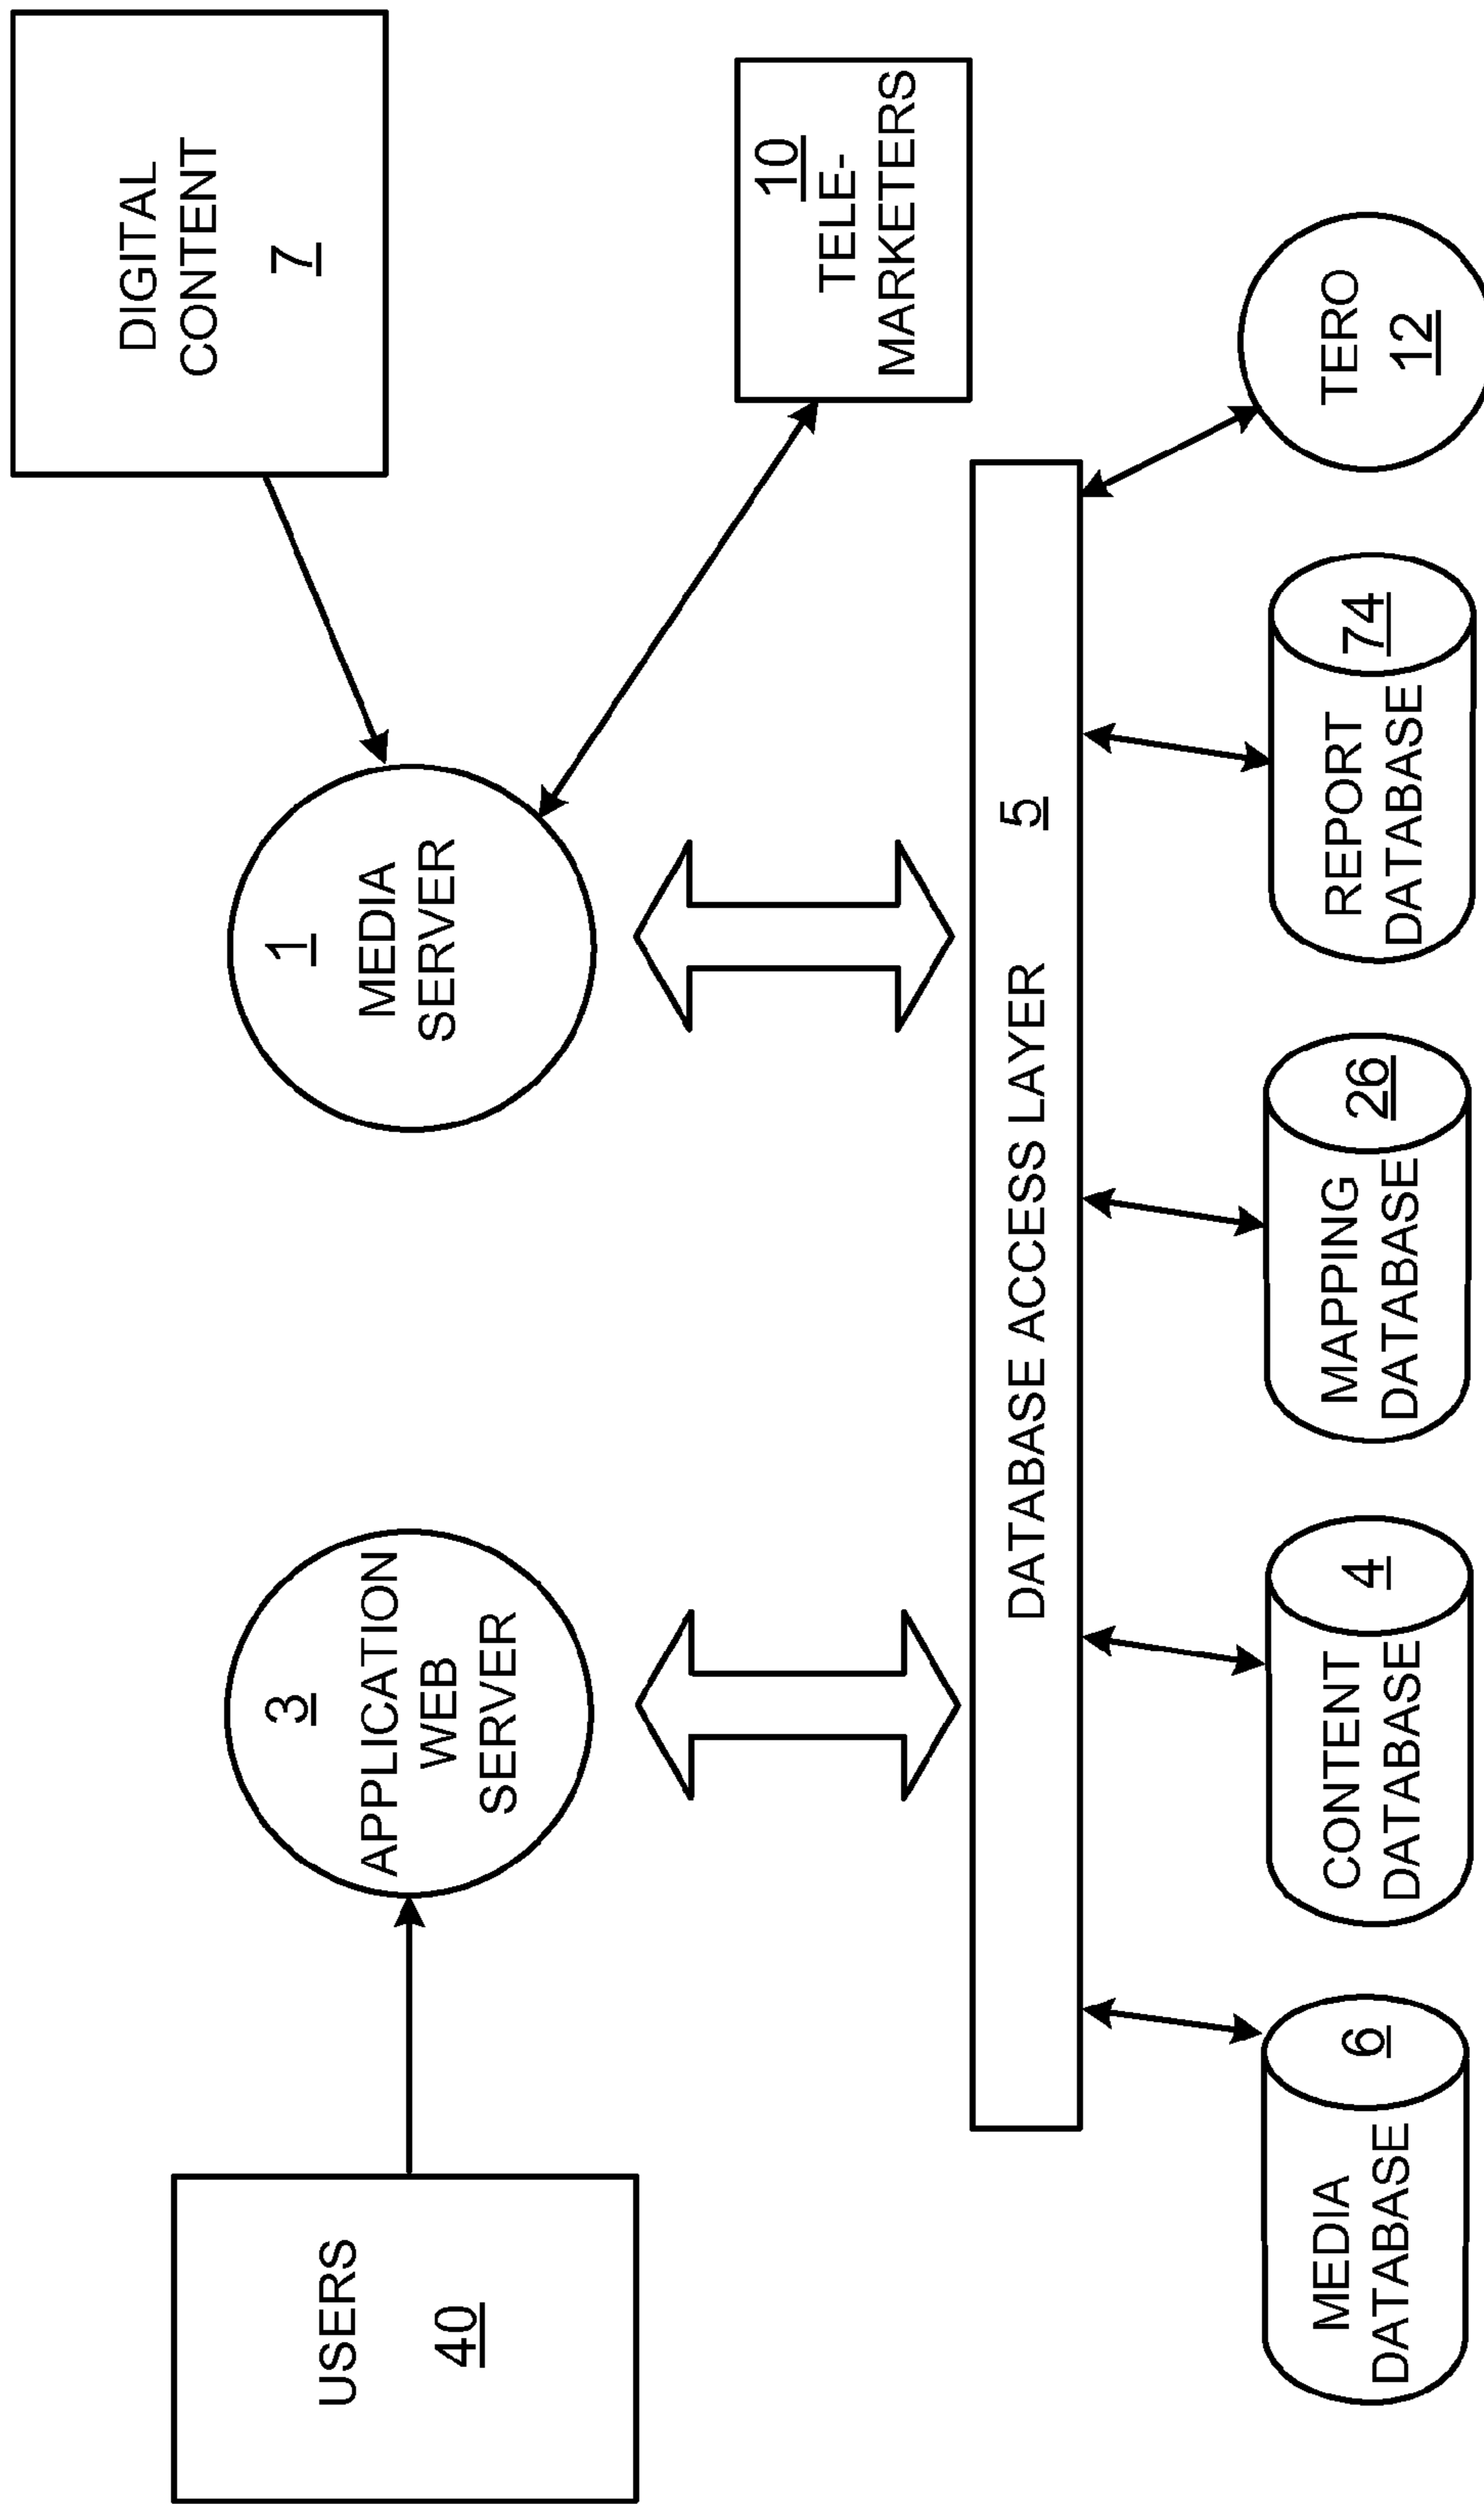 DIGITAL
CONTENT
7
1
MEDIA
SERVER
10
TELE-
MARKETERS
3
APPLICATION
WEB
SERVER
USERS
40
DATABASE ACCESS LAYER 5
MEDIA
DATABASE
6
CONTENT
DATABASE
4
MAPPING
DATABASE
26
REPORT
DATABASE
74
TERO
12